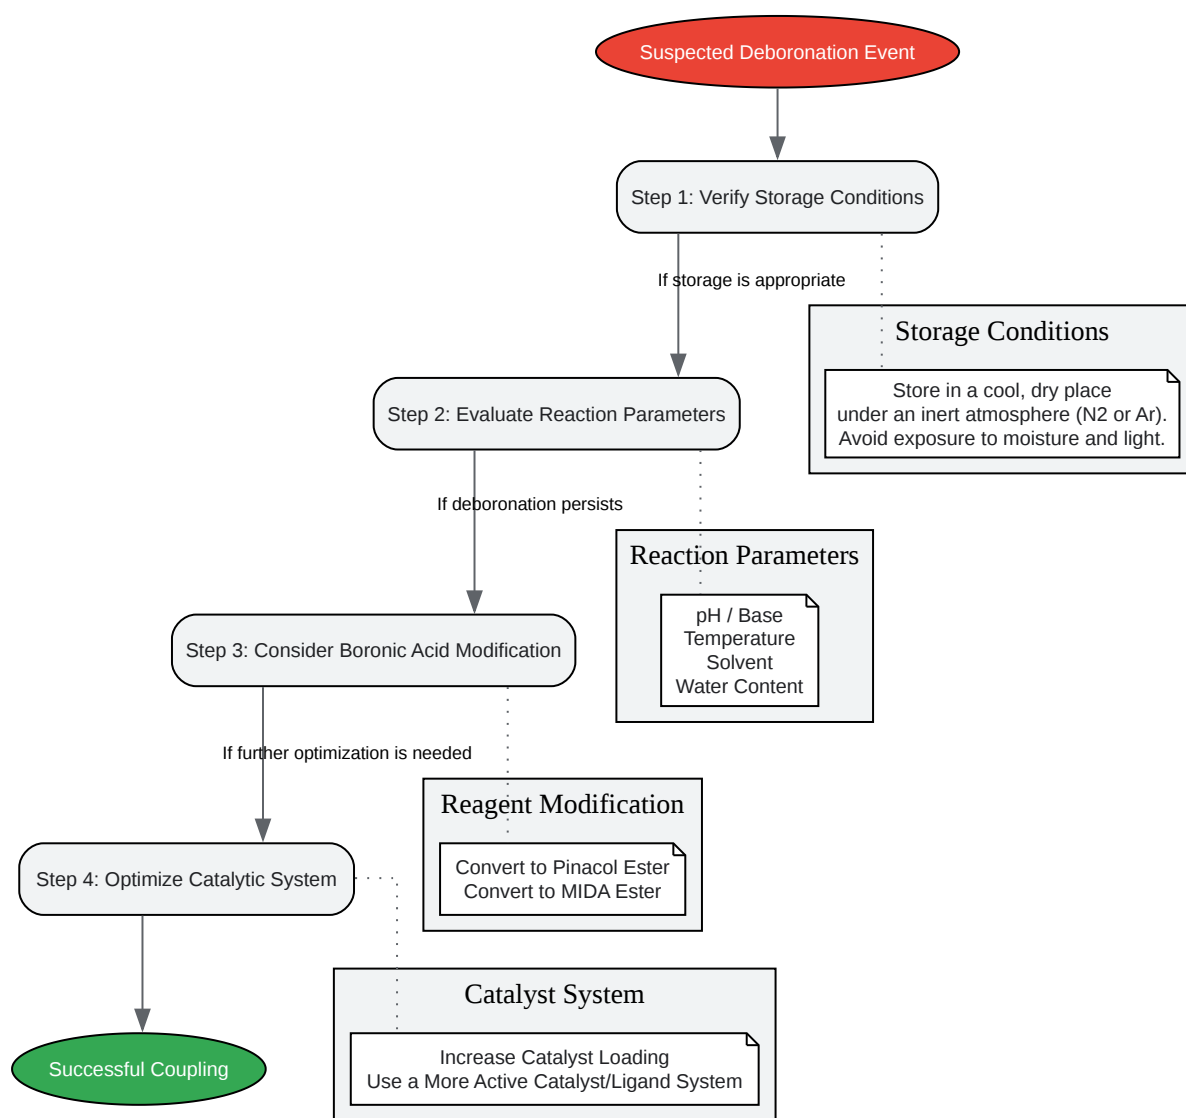 Suspected Deboronation Event
Step 1: Verify Storage Conditions
If storage is appropriate
Storage Conditions
Store in a cool, dry place
under an inert atmosphere (N2 or Ar).
Avoid exposure to moisture and light.
Step 2: Evaluate Reaction Parameters
If deboronation persists
Reaction Parameters
pH / Base
Temperature
Solvent
Water Content
Step 3: Consider Boronic Acid Modification
If further optimization is needed
Reagent Modification
Convert to Pinacol Ester
Convert to MIDA Ester
Step 4: Optimize Catalytic System
Catalyst System
Increase Catalyst Loading
Use a More Active Catalyst/Ligand System
Successful Coupling